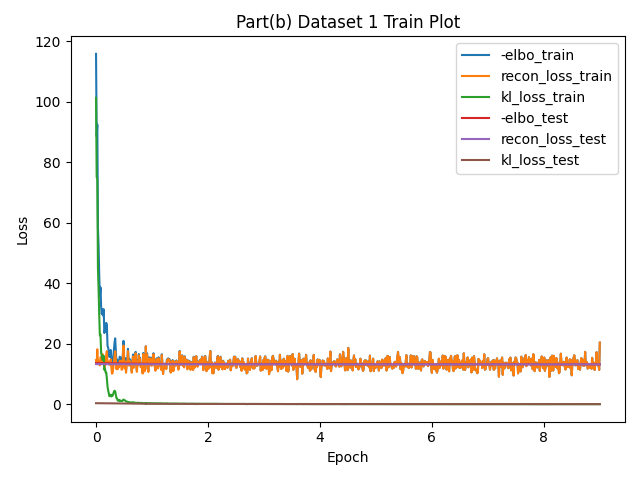 Part(b) Dataset 1 Train Plot
120
100
80
60
40
20
0
Loss
-elbo_train
recon_loss_train
kl_loss_train
-elbo_test
recon_loss_test
kl_loss_test
0 2 4 6 8
Epoch